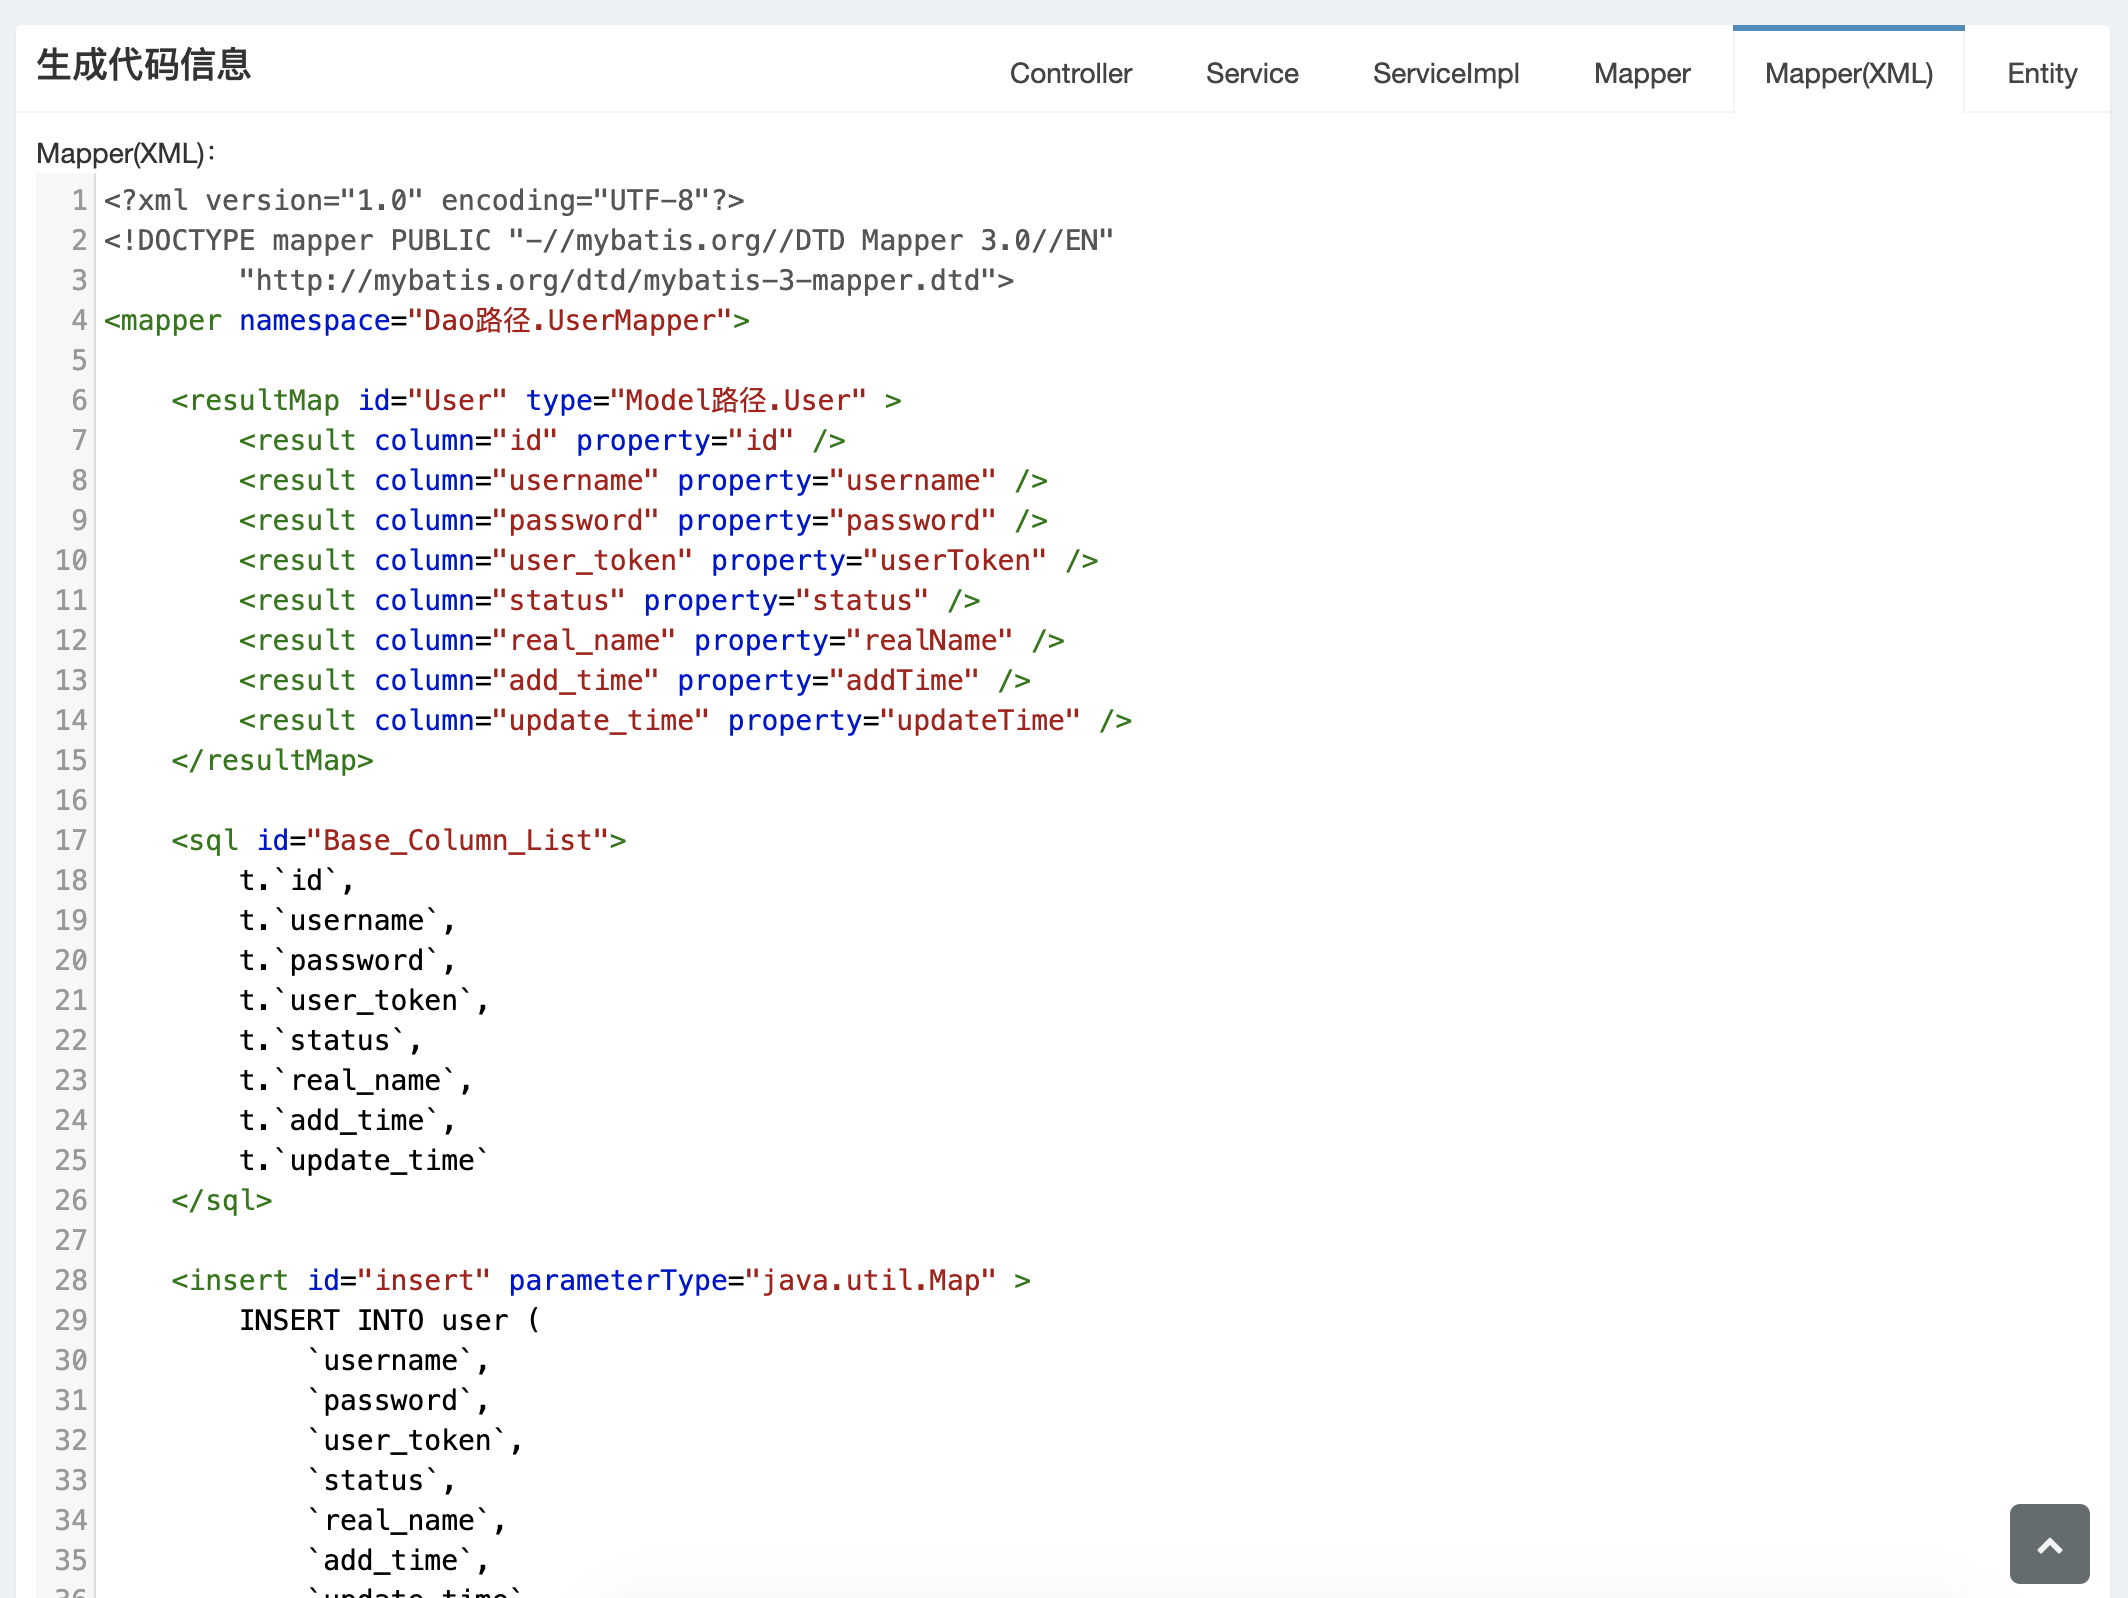 生成代码信息
Controller Service ServiceImpl Mapper Mapper(XML) Entity
Mapper(XML):
1 <?xml version="1.0" encoding="UTF-8"?>
2 <!DOCTYPE mapper PUBLIC "-//mybatis.org//DTD Mapper 3.0//EN"
3 "http://mybatis.org/dtd/mybatis-3-mapper.dtd">
4 <mapper namespace="Dao路径.UserMapper">
5
6 <resultMap id="User" type="Model路径.User" >
7 <result column="id" property="id" />
8 <result column="username" property="username" />
9 <result column="password" property="password" />
10 <result column="user_token" property="userToken" />
11 <result column="status" property="status" />
12 <result column="real_name" property="realName" />
13 <result column="add_time" property="addTime" />
14 <result column="update_time" property="updateTime" />
15 </resultMap>
16
17 <sql id="Base_Column_List">
18 t.`id`,
19 t.`username`,
20 t.`password`,
21 t.`user_token`,
22 t.`status`,
23 t.`real_name`,
24 t.`add_time`,
25 t.`update_time`
26 </sql>
27
28 <insert id="insert" parameterType="java.util.Map" >
29 INSERT INTO user (
30 `username`,
31 `password`,
32 `user_token`,
33 `status`,
34 `real_name`,
35 `add_time`,
36 `update_time`